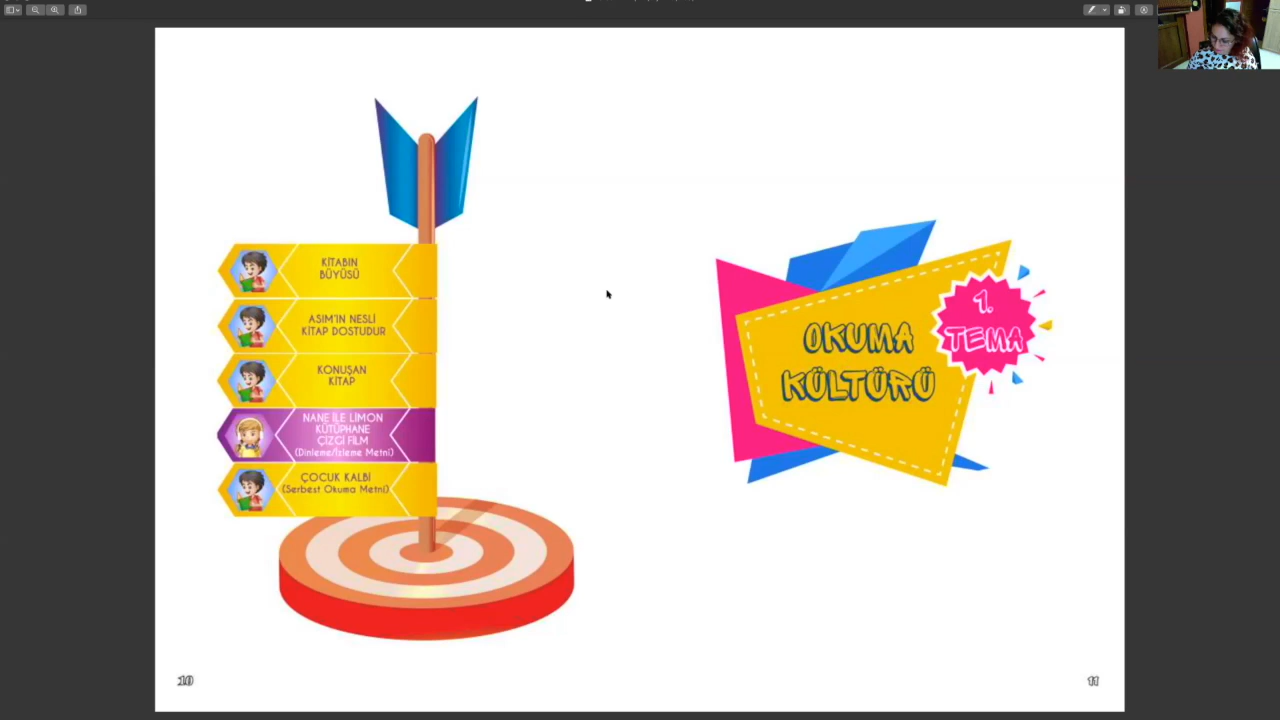 KİTABIN
BÜYÜSÜ
ASIM'IN NESLİ
KİTAP DOSTUDUR
KONUŞAN
KİTAP
NANE İLE LİMON
KÜTÜPHANE
ÇİZGİ FİLM
(Dinleme/İzleme Metni)
ÇOCUK KALBİ
(Serbest Okuma Metni)
10
1.
TEMA
OKUMA
KÜLTÜRÜ
11